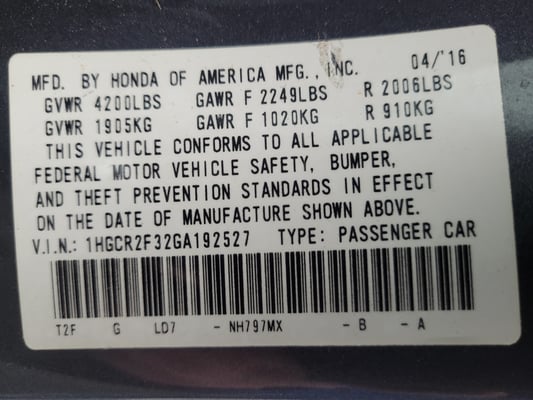 MFD. BY HONDA OF AMERICA MFG., INC. 04/'16
GVWR 4200LBS GAWR F 2249LBS R 2006LBS
GVWR 1905KG GAWR F 1020KG R 910KG
THIS VEHICLE CONFORMS TO ALL APPLICABLE
FEDERAL MOTOR VEHICLE SAFETY, BUMPER,
AND THEFT PREVENTION STANDARDS IN EFFECT
ON THE DATE OF MANUFACTURE SHOWN ABOVE.
V.I.N.: 1HGCR2F32GA192527 TYPE: PASSENGER CAR
T2F G LD7 - NH797MX - B - A